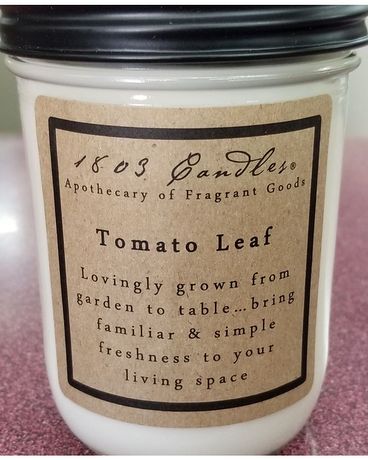 1803 Candles®
Apothecary of Fragrant Goods
Tomato Leaf
Lovingly grown from
garden to table...bring
familiar & simple
freshness to your
living space